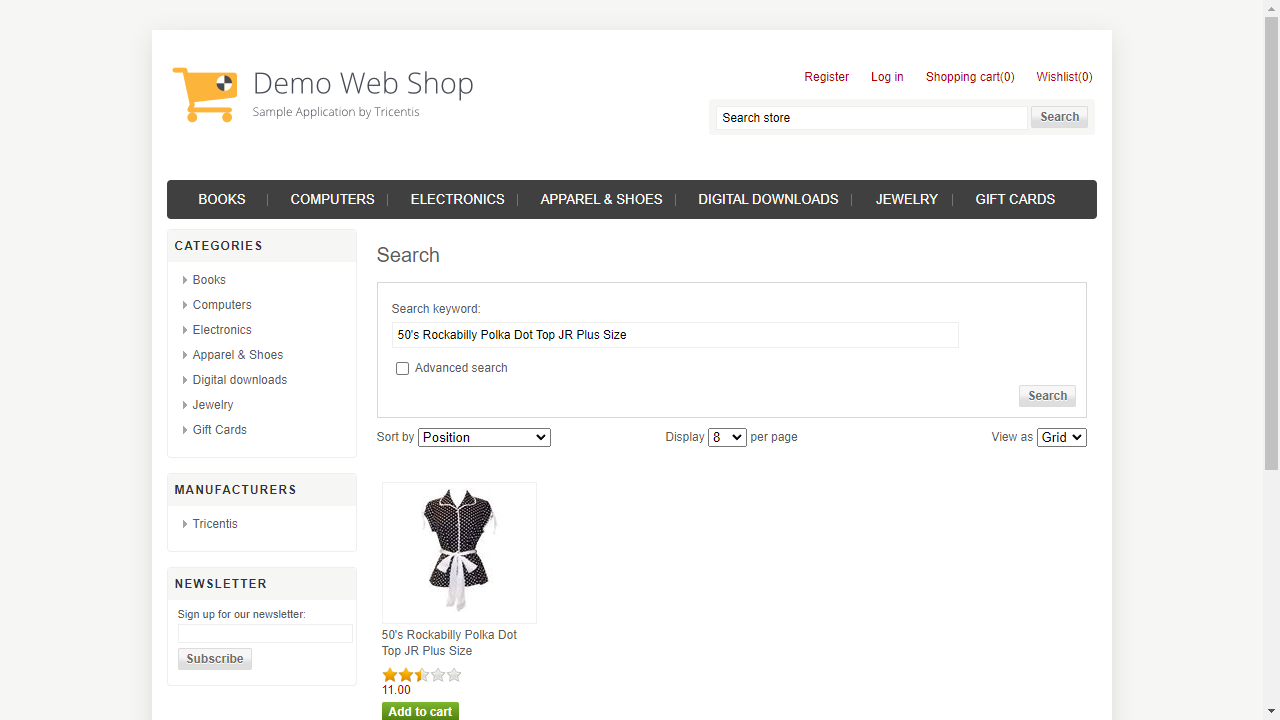 Demo Web Shop
Sample Application by Tricentis
Register Log in Shopping cart(0) Wishlist(0)
Search store Search
BOOKS COMPUTERS ELECTRONICS APPAREL & SHOES DIGITAL DOWNLOADS JEWELRY GIFT CARDS
CATEGORIES
Books
Computers
Electronics
Apparel & Shoes
Digital downloads
Jewelry
Gift Cards
MANUFACTURERS
Tricentis
NEWSLETTER
Sign up for our newsletter:
Subscribe
Search
Search keyword:
50's Rockabilly Polka Dot Top JR Plus Size
Advanced search
Search
Sort by Position Display 8 per page View as Grid
50's Rockabilly Polka Dot
Top JR Plus Size
11.00
Add to cart